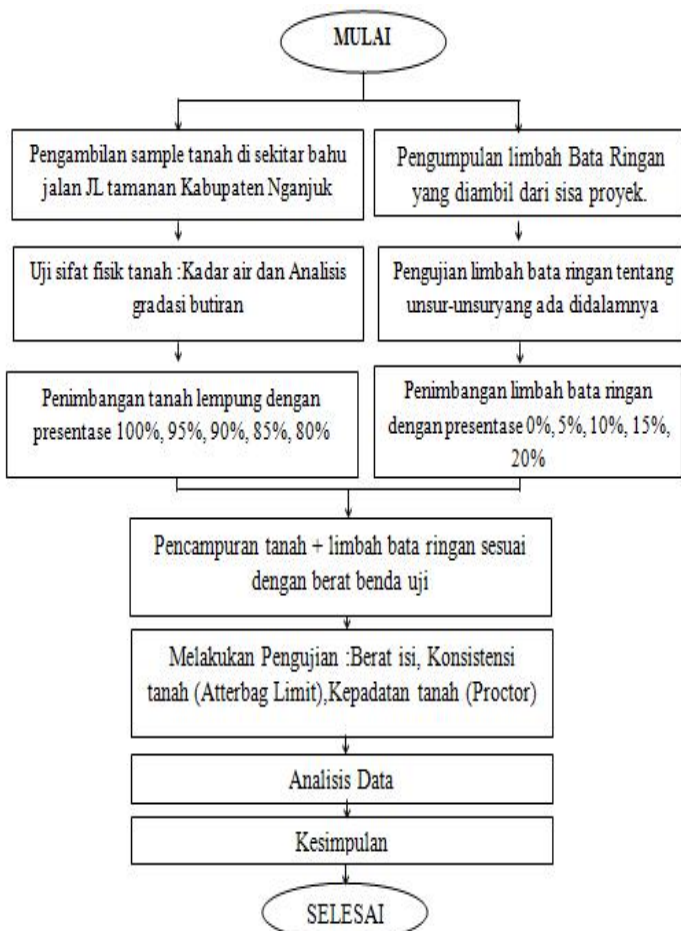 MULAI
Pengambilan sample tanah di sekitar bahu
jalan JL tamanan Kabupaten Nganjuk
Pengumpulan limbah Bata Ringan
yang diambil dari sisa proyek.
Uji sifat fisik tanah :Kadar air dan Analisis
gradasi butiran
Pengujian limbah bata ringan tentang
unsur-unsuryang ada didalamnya
Penimbangan tanah lempung dengan
presentase 100%, 95%, 90%, 85%, 80%
Penimbangan limbah bata ringan
dengan presentase 0%, 5%, 10%, 15%,
20%
Pencampuran tanah + limbah bata ringan sesuai
dengan berat benda uji
Melakukan Pengujian :Berat isi, Konsistensi
tanah (Atterbag Limit),Kepadatan tanah (Proctor)
Analisis Data
Kesimpulan
SELESAI